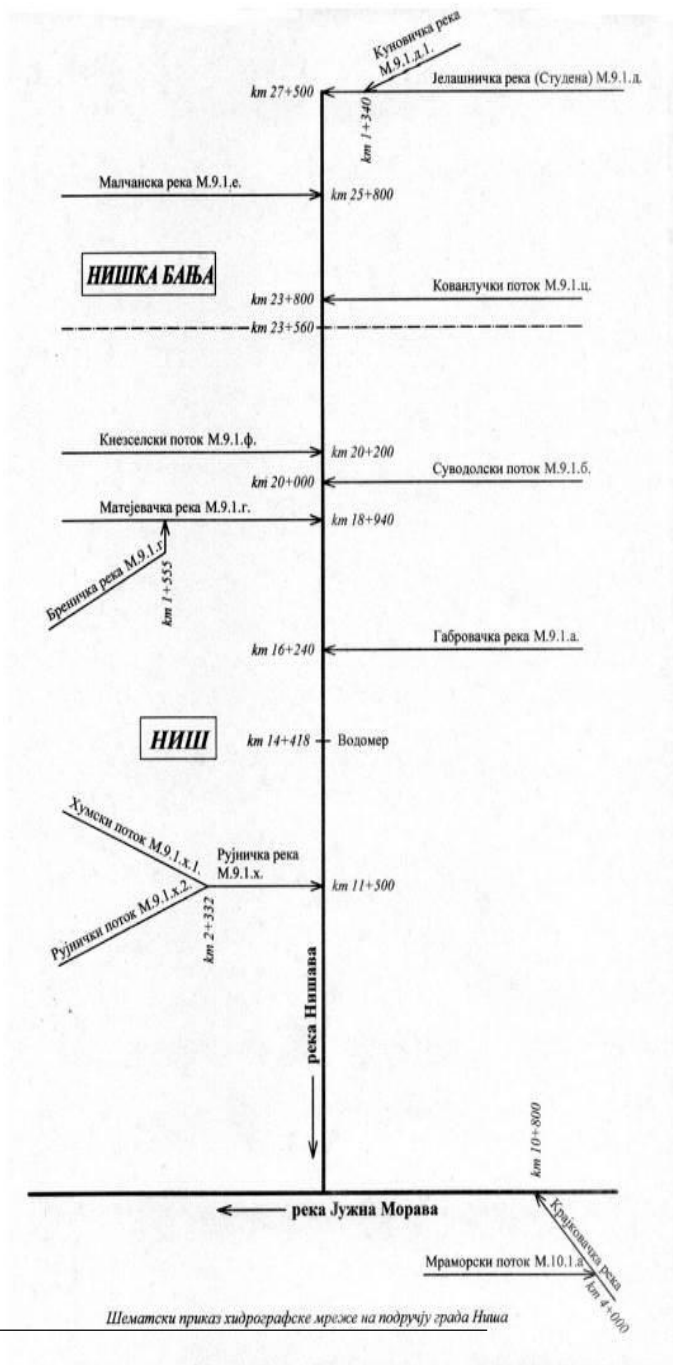 Куновичка река
М.9.1.д.1.
km 27+500
Јелашничка река (Студена) М.9.1.д.
km 1+340
Малчанска река М.9.1.е.
km 25+800
НИШКА БАЊА
km 23+800
Кованлучки поток М.9.1.ц.
km 23+560
Кнезселски поток М.9.1.ф.
km 20+200
km 20+000
Суводолски поток М.9.1.б.
Матејевачка река М.9.1.г.
km 18+940
Бреничка река М.9.1.г
km 1+555
km 16+240
Габровачка река М.9.1.а.
НИШ
km 14+418
Водомер
Хумски поток М.9.1.х.1.
Рујничка река
М.9.1.х.
km 11+500
Рујнички поток М.9.1.х.2.
km 2+332
река Нишава
km 10+800
река Јужна Морава
Крајковачка река
Мраморски поток М.10.1.а
km 4+000
Шематски приказ хидрографске мреже на подручју града Ниша